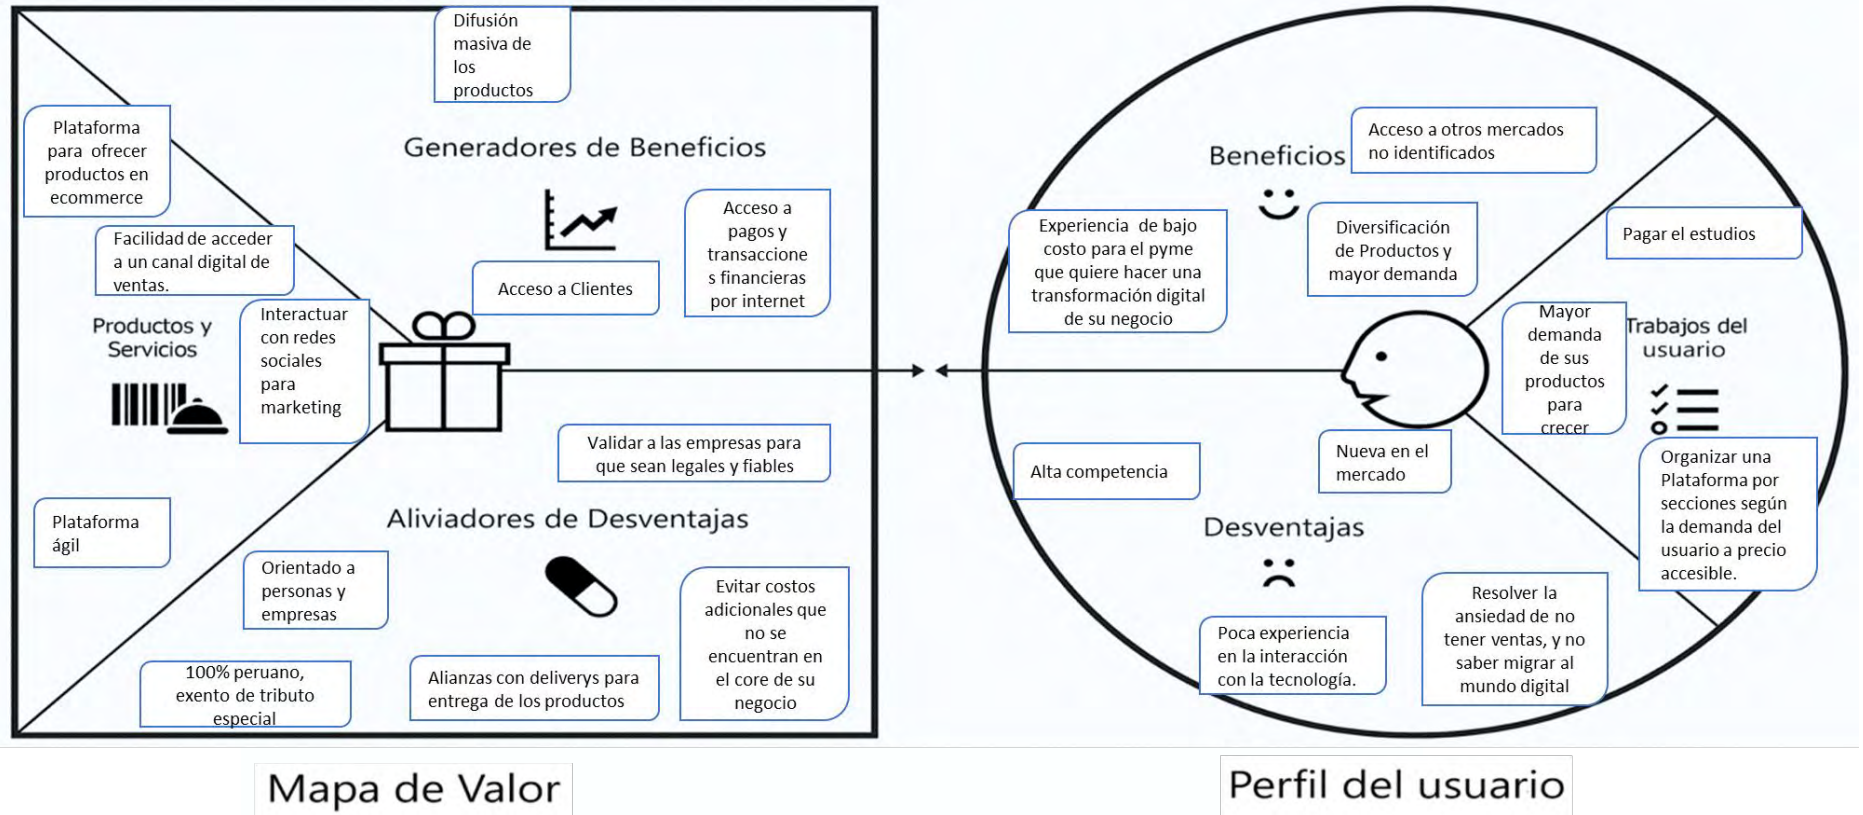 Difusión
masiva de
los
productos
Plataforma
para ofrecer
productos en
ecommerce
Generadores de Beneficios
Facilidad de acceder
a un canal digital de
ventas.
Acceso a
pagos y
transaccione
s financieras
por internet
Acceso a Clientes
Productos y
Servicios
Interactuar
con redes
sociales
para
marketing
Validar a las empresas para
que sean legales y fiables
Plataforma
ágil
Aliviadores de Desventajas
Orientado a
personas y
empresas
Evitar costos
adicionales que
no se
encuentran en
el core de su
negocio
100% peruano,
exento de tributo
especial
Alianzas con deliverys para
entrega de los productos
Mapa de Valor
Beneficios
Acceso a otros mercados
no identificados
Experiencia de bajo
costo para el pyme
que quiere hacer una
transformación digital
de su negocio
Diversificación
de Productos y
mayor demanda
Pagar el estudios
Mayor
demanda
de sus
productos
para
crecer
Trabajos del
usuario
Alta competencia
Nueva en el
mercado
Organizar una
Plataforma por
secciones según
la demanda del
usuario a precio
accesible.
Desventajas
Poca experiencia
en la interacción
con la tecnología.
Resolver la
ansiedad de no
tener ventas, y no
saber migrar al
mundo digital
Perfil del usuario